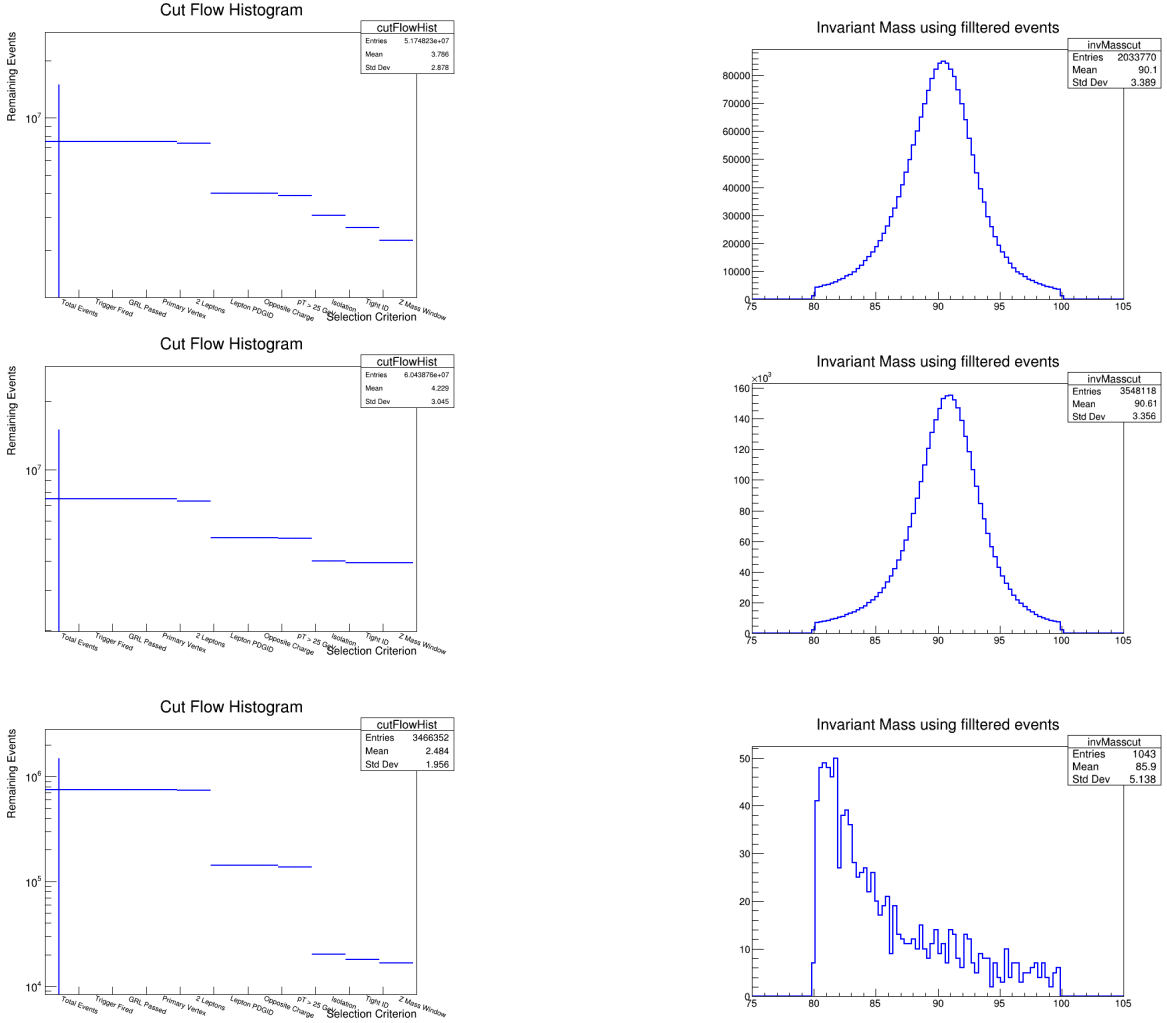 Cut Flow Histogram
cutFlowHist
Entries 5.174823e+07
Mean 3.786
Std Dev 2.878
Remaining Events
10^7
Total Events
Trigger Fired
GRL Passed
Primary Vertex
2 Leptons
Lepton PDGID
Opposite Charge
pT > 25 GeV
Isolation
Tight ID
Z Mass Window
Selection Criterion
Invariant Mass using filltered events
invMasscut
Entries 2033770
Mean 90.1
Std Dev 3.389
80000
70000
60000
50000
40000
30000
20000
10000
0
75 80 85 90 95 100 105
Cut Flow Histogram
cutFlowHist
Entries 6.043876e+07
Mean 4.229
Std Dev 3.045
Remaining Events
10^7
Total Events
Trigger Fired
GRL Passed
Primary Vertex
2 Leptons
Lepton PDGID
Opposite Charge
pT > 25 GeV
Isolation
Tight ID
Z Mass Window
Selection Criterion
Invariant Mass using filltered events
×10^3
invMasscut
Entries 3548118
Mean 90.61
Std Dev 3.356
160
140
120
100
80
60
40
20
0
75 80 85 90 95 100 105
Cut Flow Histogram
cutFlowHist
Entries 3466352
Mean 2.484
Std Dev 1.956
Remaining Events
10^6
10^5
10^4
Total Events
Trigger Fired
GRL Passed
Primary Vertex
2 Leptons
Lepton PDGID
Opposite Charge
pT > 25 GeV
Isolation
Tight ID
Z Mass Window
Selection Criterion
Invariant Mass using filltered events
invMasscut
Entries 1043
Mean 85.9
Std Dev 5.138
50
40
30
20
10
0
75 80 85 90 95 100 105